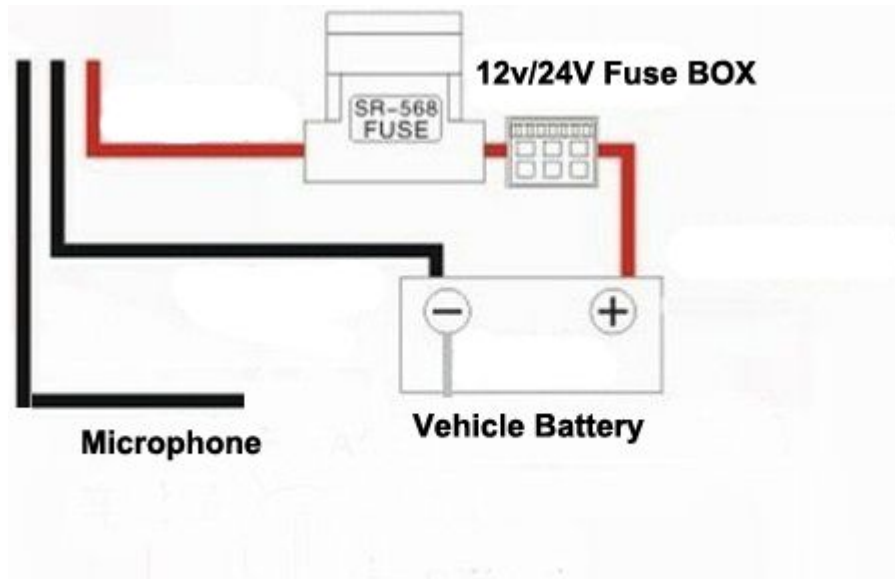 12v/24V Fuse BOX
SR-568
FUSE
Vehicle Battery
Microphone